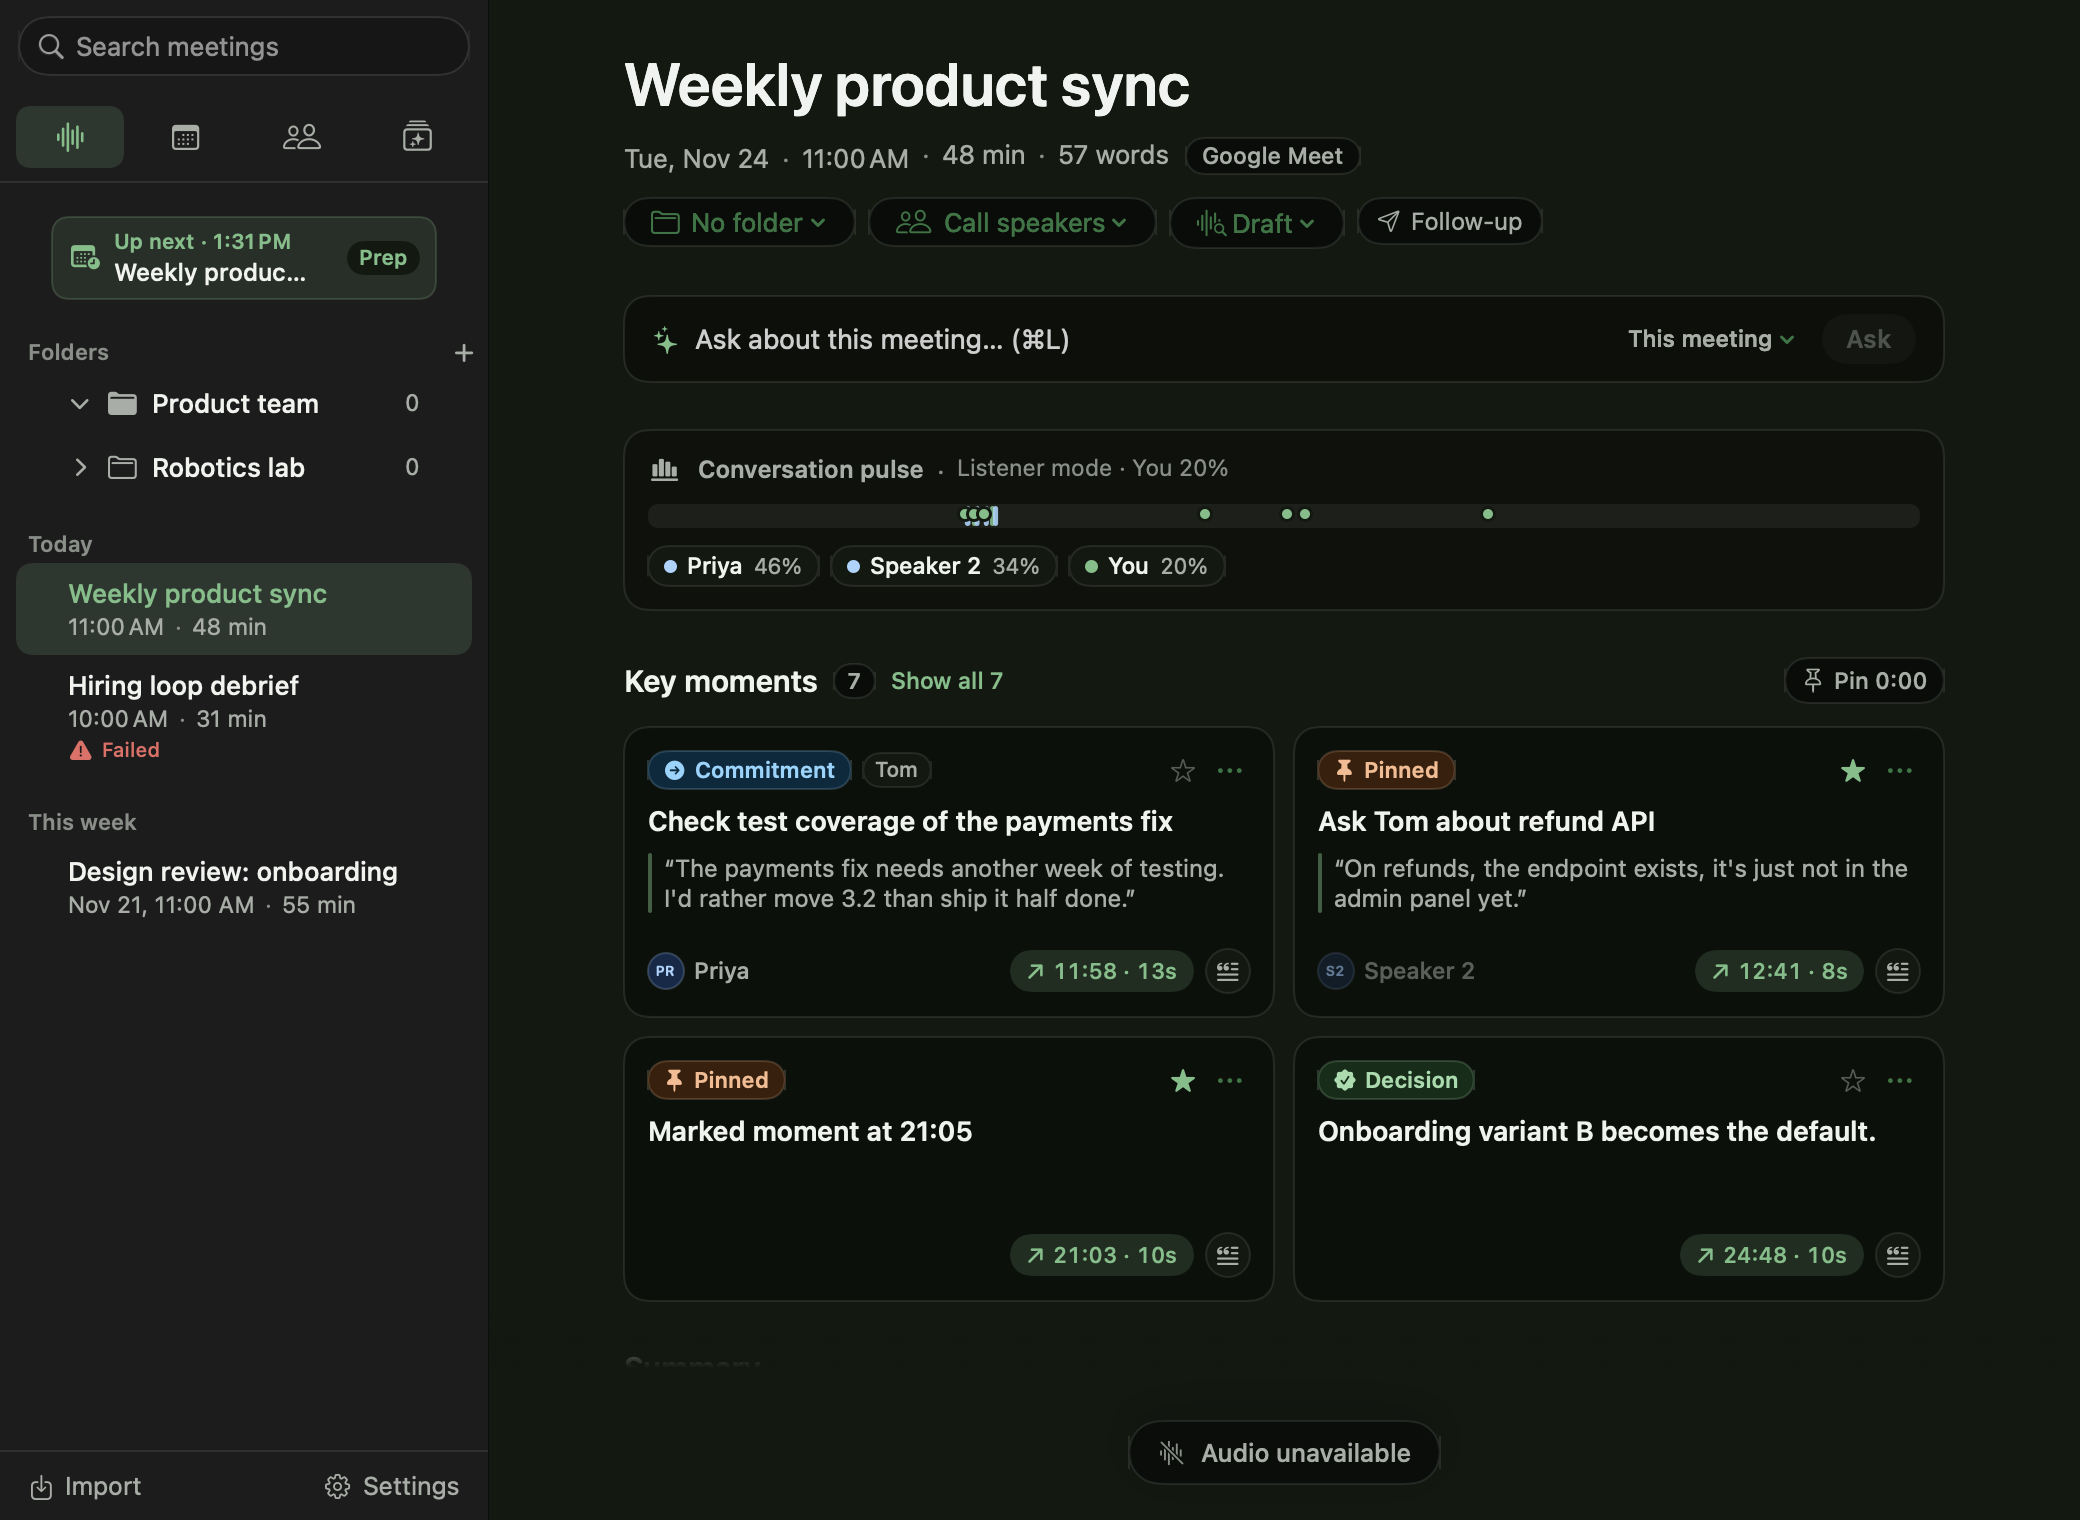 Search meetings
Up next · 1:31 PM
Weekly produc...
Prep
Folders
Product team 0
Robotics lab 0
Today
Weekly product sync
11:00 AM · 48 min
Hiring loop debrief
10:00 AM · 31 min
Failed
This week
Design review: onboarding
Nov 21, 11:00 AM · 55 min
Import
Settings
Weekly product sync
Tue, Nov 24 · 11:00 AM · 48 min · 57 words Google Meet
No folder Call speakers Draft Follow-up
Ask about this meeting... (⌘L) This meeting Ask
Conversation pulse · Listener mode · You 20%
Priya 46% Speaker 2 34% You 20%
Key moments 7 Show all 7 Pin 0:00
Commitment Tom
Check test coverage of the payments fix
“The payments fix needs another week of testing.
I'd rather move 3.2 than ship it half done.”
PR Priya 11:58 · 13s
Pinned
Ask Tom about refund API
“On refunds, the endpoint exists, it's just not in the
admin panel yet.”
S2 Speaker 2 12:41 · 8s
Pinned
Marked moment at 21:05
21:03 · 10s
Decision
Onboarding variant B becomes the default.
24:48 · 10s
Summary
Audio unavailable